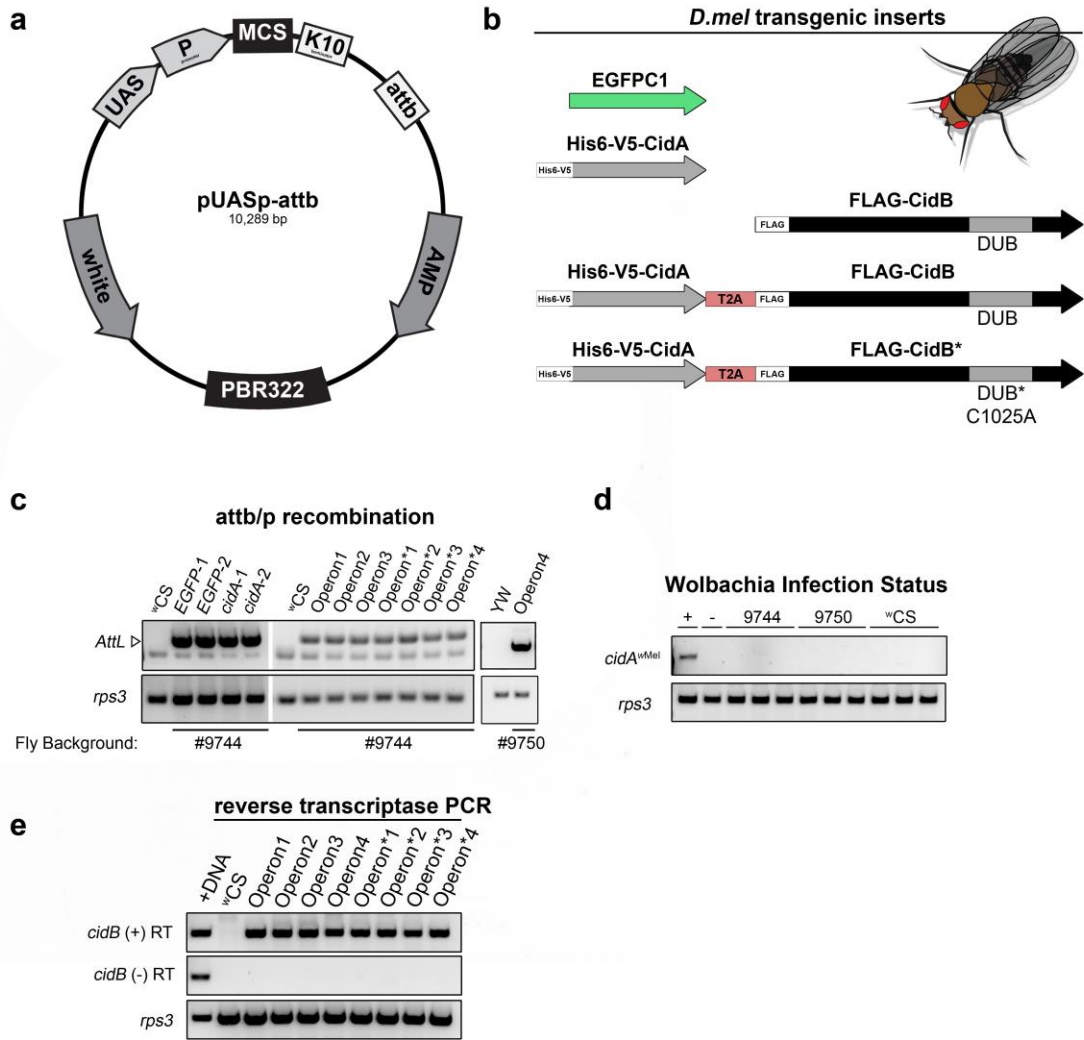 a
UAS
P
promoter
MCS
K10
terminator
attb
pUASp-attb
10,289 bp
white
AMP
PBR322
b
D.mel transgenic inserts
EGFPC1
His6-V5-CidA
His6-V5
FLAG-CidB
FLAG
DUB
His6-V5-CidA FLAG-CidB
His6-V5 T2A FLAG
DUB
His6-V5-CidA FLAG-CidB*
His6-V5 T2A FLAG
DUB*
C1025A
c
attb/p recombination
wCS EGFP-1 EGFP-2 cidA-1 cidA-2 wCS Operon1 Operon2 Operon3 Operon*1 Operon*2 Operon*3 Operon*4 YW Operon4
AttL
rps3
Fly Background: #9744 #9744 #9750
d
Wolbachia Infection Status
+ - 9744 9750 wCS
cidA wMel
rps3
e
reverse transcriptase PCR
+DNA wCS Operon1 Operon2 Operon3 Operon4 Operon*1 Operon*2 Operon*3 Operon*4
cidB (+) RT
cidB (-) RT
rps3